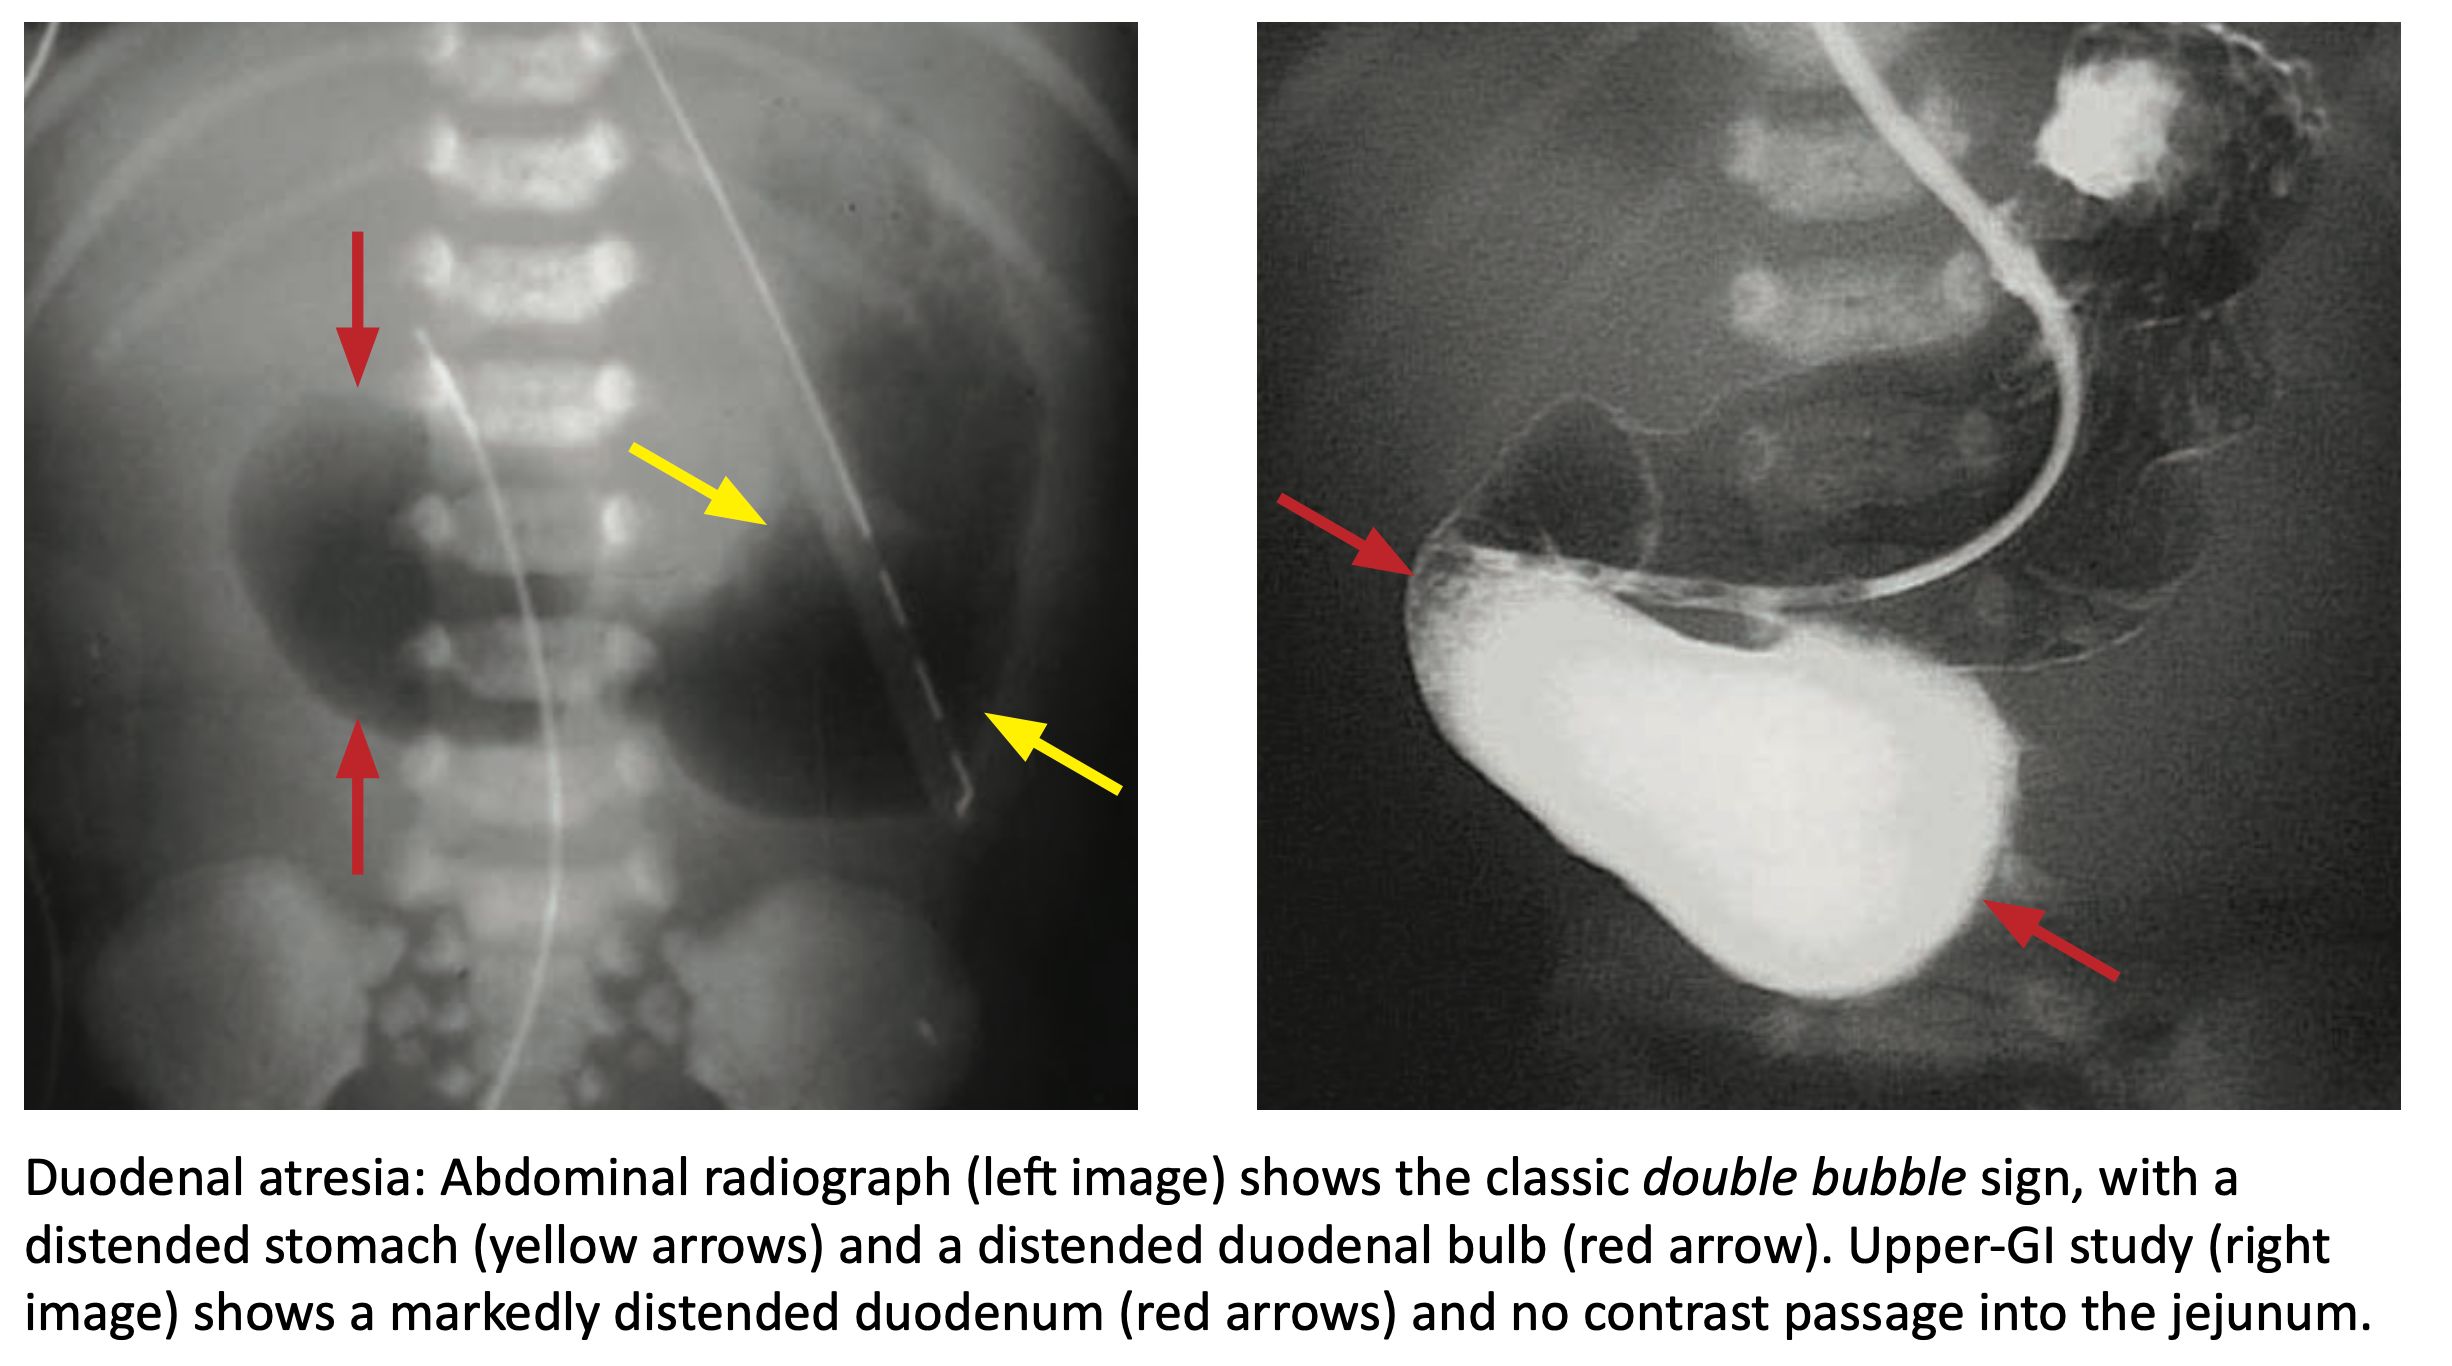 Duodenal atresia: Abdominal radiograph (left image) shows the classic double bubble sign, with a
distended stomach (yellow arrows) and a distended duodenal bulb (red arrow). Upper-GI study (right
image) shows a markedly distended duodenum (red arrows) and no contrast passage into the jejunum.